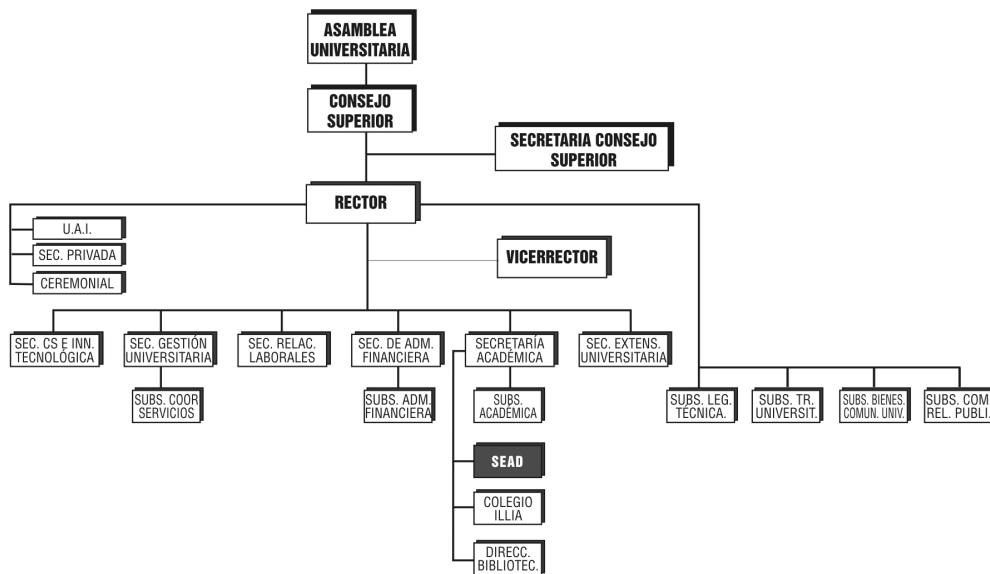 ASAMBLEA
UNIVERSITARIA
CONSEJO
SUPERIOR
SECRETARIA CONSEJO
SUPERIOR
RECTOR
U.A.I.
SEC. PRIVADA
CEREMONIAL
VICERRECTOR
SEC. CS E INN.
TECNOLÓGICA
SEC. GESTIÓN
UNIVERSITARIA
SEC. RELAC.
LABORALES
SEC. DE ADM.
FINANCIERA
SECRETARÍA
ACADÉMICA
SEC. EXTENS.
UNIVERSITARIA
SUBS. COOR
SERVICIOS
SUBS. ADM.
FINANCIERA
SUBS.
ACADÉMICA
SUBS. LEG.
TÉCNICA.
SUBS. TR.
UNIVERSIT.
SUBS. BIENES.
COMUN. UNIV.
SUBS. COM.
REL. PUBLI.
SEAD
COLEGIO
ILLIA
DIRECC.
BIBLIOTEC.